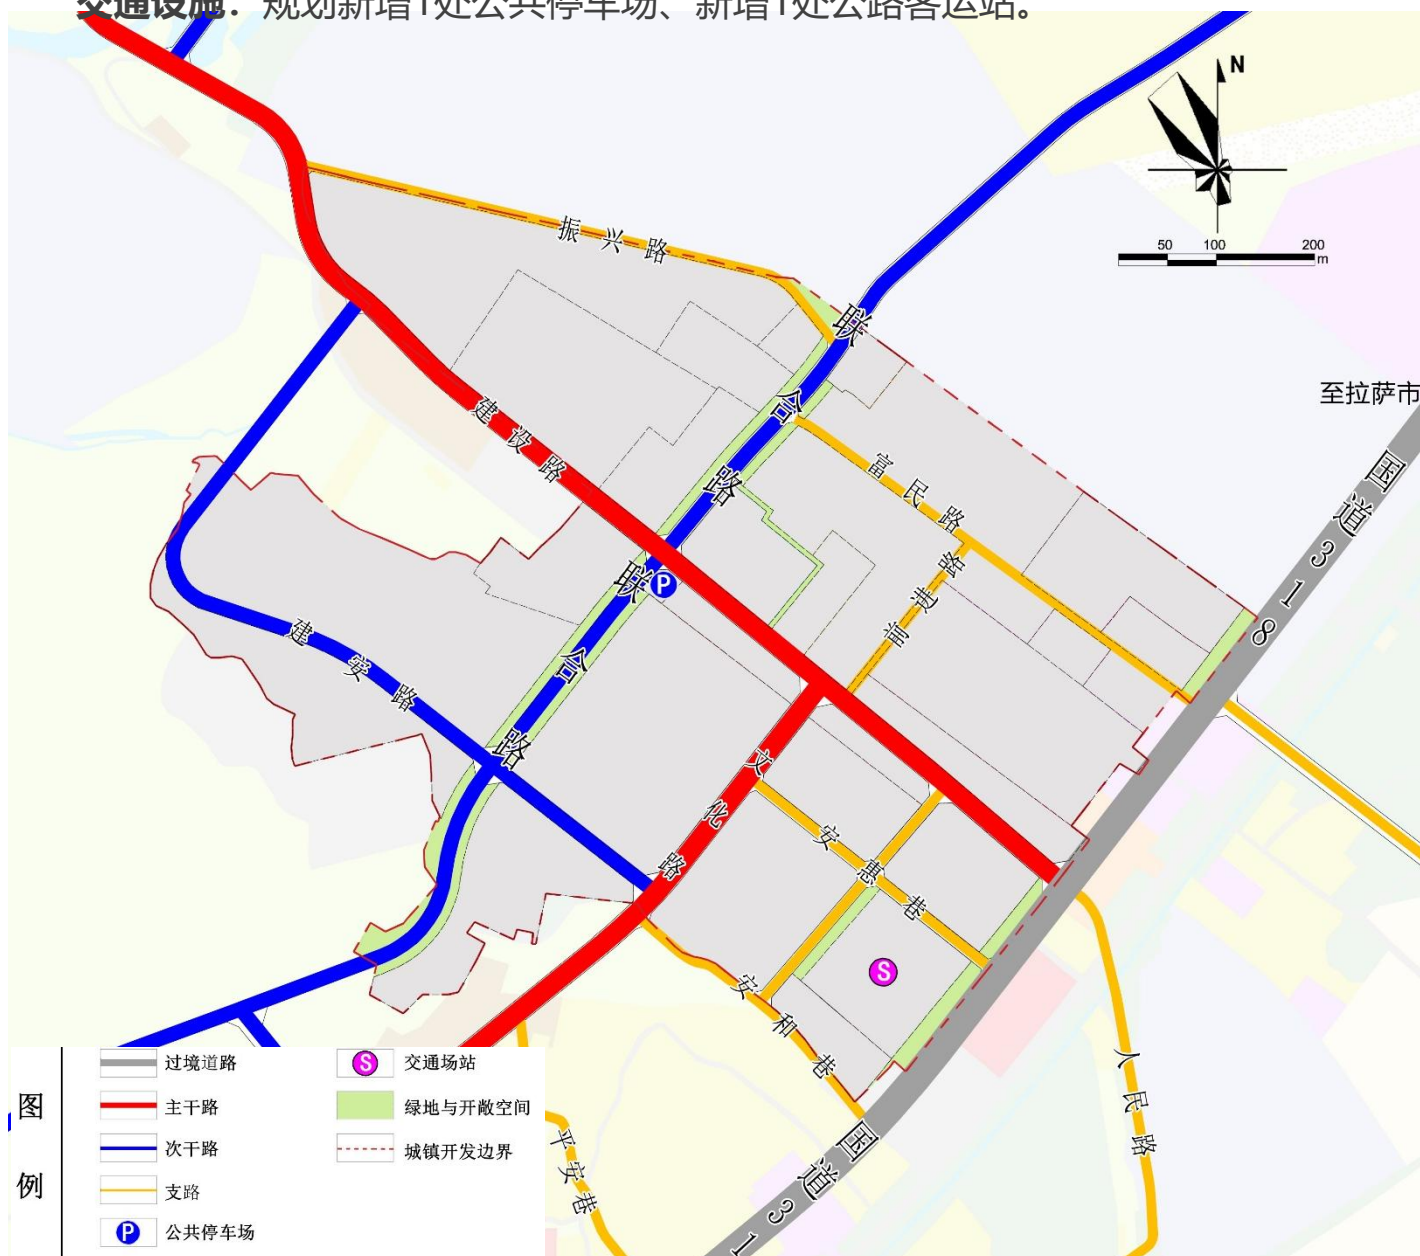 交通设施：规划新增1处公共停车场、新增1处公路客运站。
N
50 100 200
m
振兴路
联合路
至拉萨市
建设路
富民路
国道318
前进路
联合路
P
建安路
文化路
安惠巷
S
安和巷
人民路
平安巷
国道31
图例
过境道路
主干路
次干路
支路
P 公共停车场
S 交通场站
绿地与开敞空间
城镇开发边界